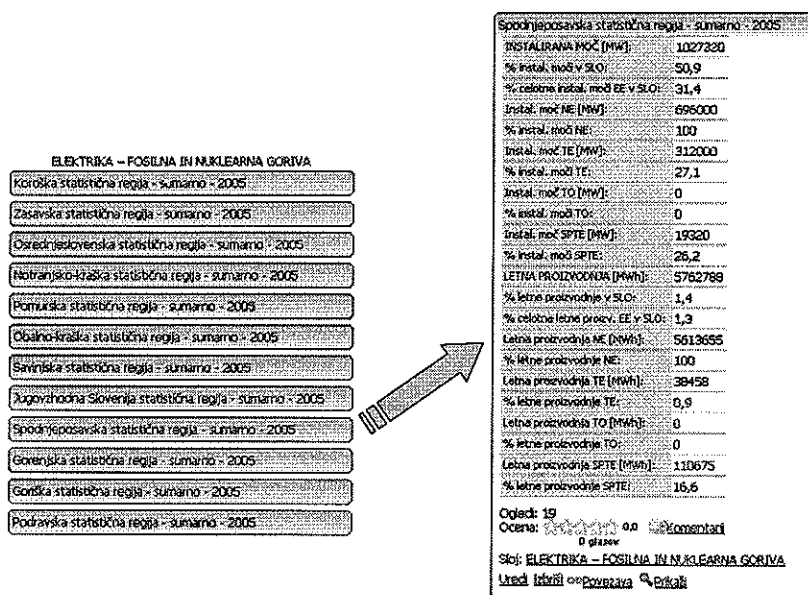 ELEKTRIKA – FOSILNA IN NUKLEARNA GORIVA
Koroška statistična regija - sumarno - 2005
Zasavska statistična regija - sumarno - 2005
Osrednjeslovenska statistična regija - sumarno - 2005
Notranjsko-kraška statistična regija - sumarno - 2005
Pomurska statistična regija - sumarno - 2005
Obalno-kraška statistična regija - sumarno - 2005
Savinjska statistična regija - sumarno - 2005
Jugovzhodna Slovenija statistična regija - sumarno - 2005
Spodnjeposavska statistična regija - sumarno - 2005
Gorenjska statistična regija - sumarno - 2005
Goriška statistična regija - sumarno - 2005
Podravska statistična regija - sumarno - 2005
Spodnjeposavska statistična regija - sumarno - 2005
INSTALIRANA MOČ [MW]: 1027320
% instal. moči v SLO: 50,9
% celotne instal. moči EE v SLO: 31,4
Instal. moč NE [MW]: 696000
% instal. moči NE: 100
Instal. moč TE [MW]: 312000
% instal. moči TE: 27,1
Instal. moč TO [MW]: 0
% instal. moči TO: 0
Instal. moč SPTE [MW]: 19320
% instal. moči SPTE: 26,2
LETNA PROIZVODNJA [MWh]: 5762789
% letne proizvodnje v SLO: 1,4
% celotne letne proizv. EE v SLO: 1,3
Letna proizvodnja NE [MWh]: 5613655
% letne proizvodnje NE: 100
Letna proizvodnja TE [MWh]: 38458
% letne proizvodnje TE: 0,9
Letna proizvodnja TO [MWh]: 0
% letne proizvodnje TO: 0
Letna proizvodnja SPTE [MWh]: 110675
% letne proizvodnje SPTE: 16,6
Ogledi: 19
Ocena: 0,0 Komentarji
0 glasov
Sloj: ELEKTRIKA – FOSILNA IN NUKLEARNA GORIVA
Uredi Izbriši Povezava Prikaži